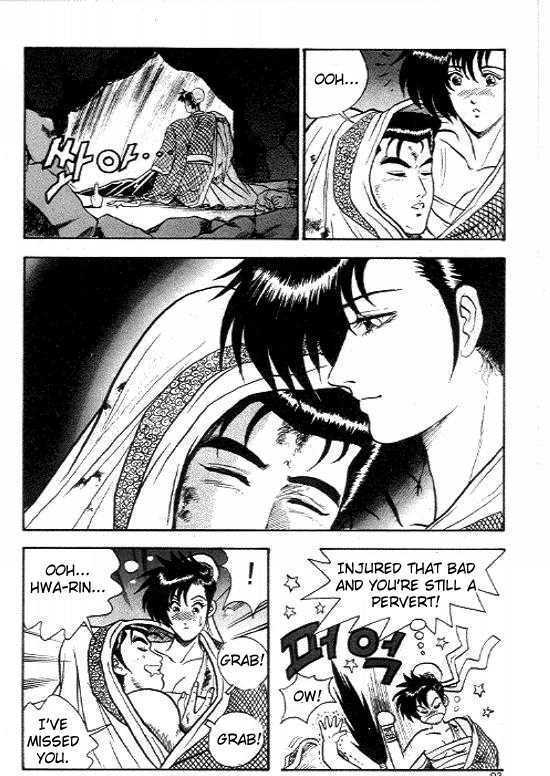 쏴아...
OOH...
OOH...
HWA-RIN...
!
GRAB!
GRAB!
I'VE
MISSED
YOU.
INJURED THAT BAD
AND YOU'RE STILL A
PERVERT!
퍼억
OW!